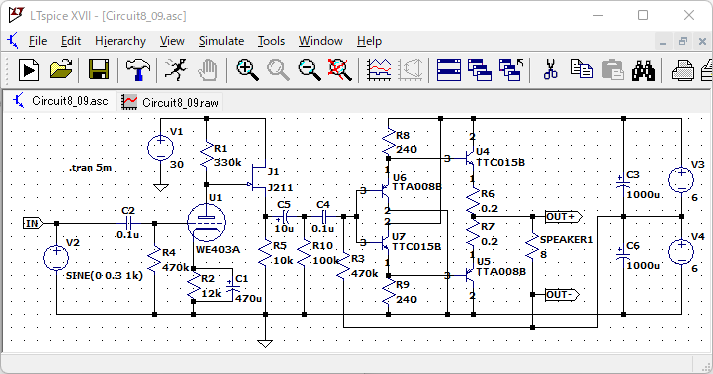 LTspice XVII - [Circuit8_09.asc]
File Edit Hierarchy View Simulate Tools Window Help
Circuit8_09.asc Circuit8_09.raw
.tran 5m
V1
30
R1
330k
J1
J211
U1
WE403A
IN
C2
0.1u
V2
SINE(0 0.3 1k)
R4
470k
R2
12k
C1
470u
C5
10u
C4
0.1u
R5
10k
R10
100k
R3
470k
R8
240
1
U6
TTA008B
3
2
2
U7
TTC015B
3
1
R9
240
2
U4
TTC015B
3
1
R6
0.2
R7
0.2
1
TTA008B
U5
3
2
OUT+
SPEAKER1
8
OUT-
C3
1000u
C6
1000u
V3
6
V4
6